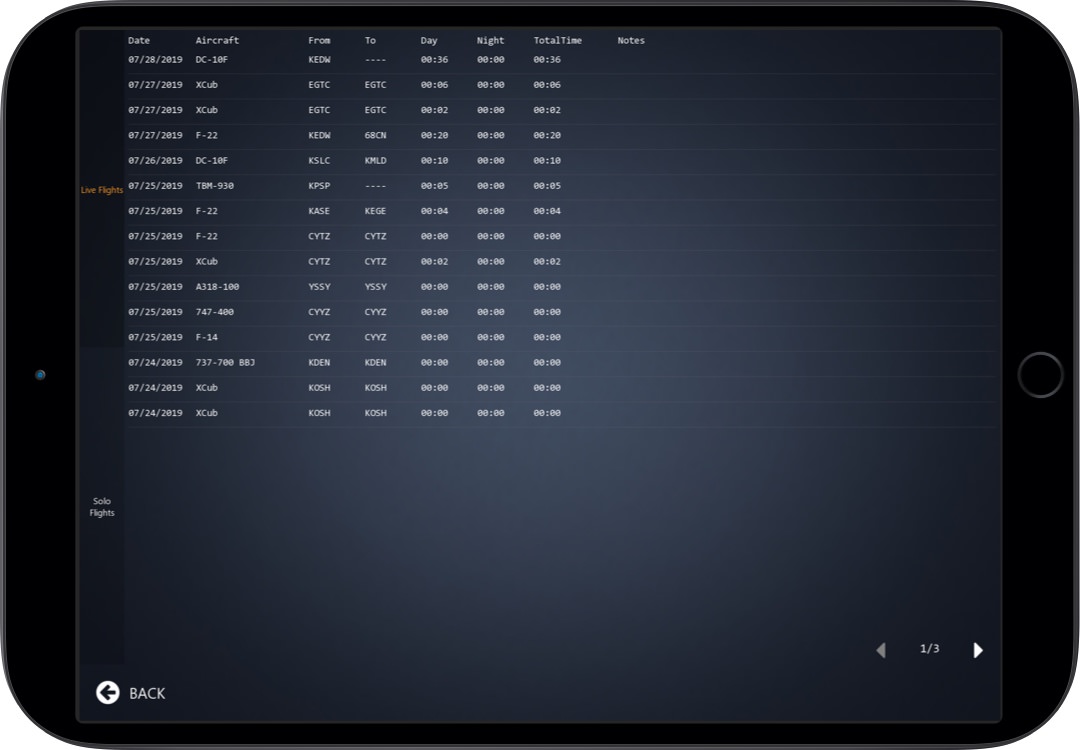 Date Aircraft From To Day Night TotalTime Notes
07/28/2019 DC-10F KEDW ---- 00:36 00:00 00:36
07/27/2019 XCub EGTC EGTC 00:06 00:00 00:06
07/27/2019 XCub EGTC EGTC 00:02 00:00 00:02
07/27/2019 F-22 KEDW 68CN 00:20 00:00 00:20
07/26/2019 DC-10F KSLC KMLD 00:10 00:00 00:10
Live Flights
07/25/2019 TBM-930 KPSP ---- 00:05 00:00 00:05
07/25/2019 F-22 KASE KEGE 00:04 00:00 00:04
07/25/2019 F-22 CYTZ CYTZ 00:00 00:00 00:00
07/25/2019 XCub CYTZ CYTZ 00:02 00:00 00:02
07/25/2019 A318-100 YSSY YSSY 00:00 00:00 00:00
07/25/2019 747-400 CYYZ CYYZ 00:00 00:00 00:00
07/25/2019 F-14 CYYZ CYYZ 00:00 00:00 00:00
07/24/2019 737-700 BBJ KDEN KDEN 00:00 00:00 00:00
07/24/2019 XCub KOSH KOSH 00:00 00:00 00:00
07/24/2019 XCub KOSH KOSH 00:00 00:00 00:00
Solo
Flights
1/3
BACK